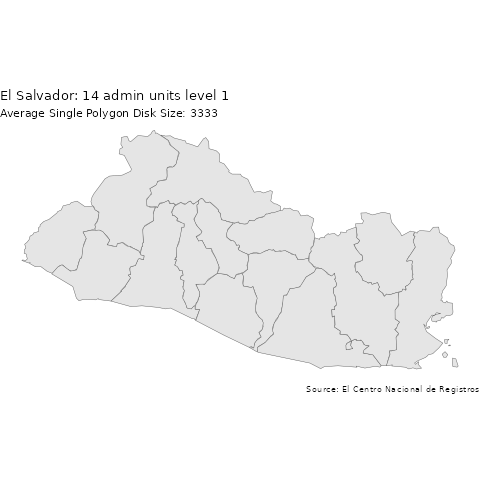 El Salvador: 14 admin units level 1
Average Single Polygon Disk Size: 3333
Source: El Centro Nacional de Registros